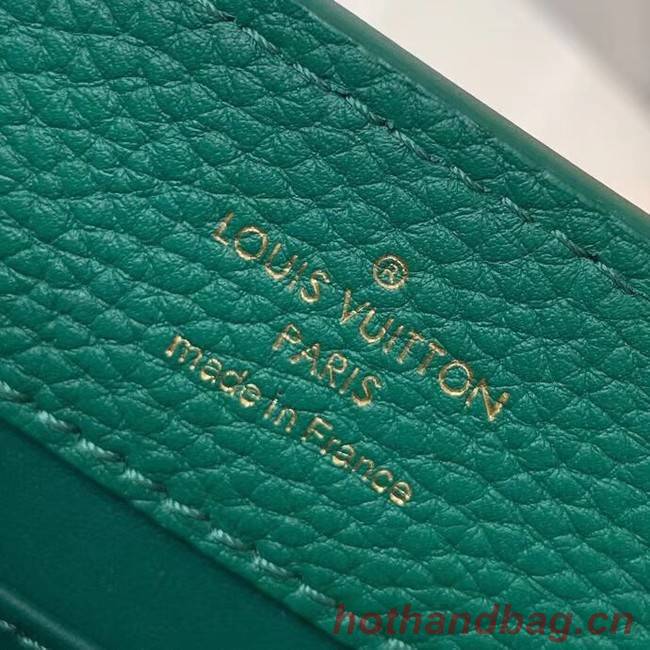 ®
LOUIS VUITTON
PARIS
made in France
hothandbag.cn